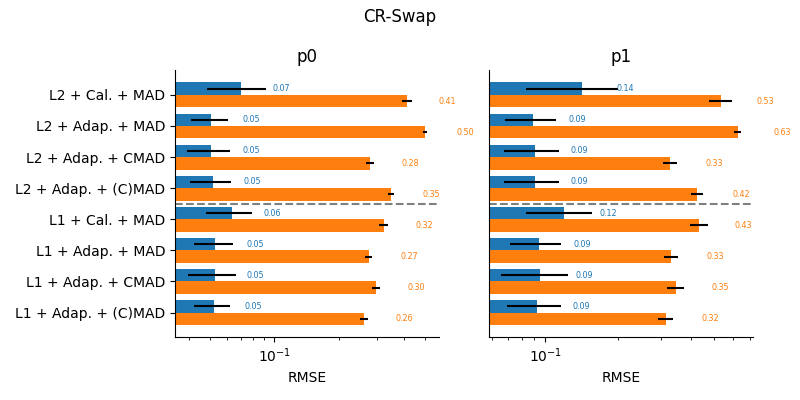 CR-Swap
p0
p1
L2 + Cal. + MAD
0.07
0.41
0.14
0.53
L2 + Adap. + MAD
0.05
0.50
0.09
0.63
L2 + Adap. + CMAD
0.05
0.28
0.09
0.33
L2 + Adap. + (C)MAD
0.05
0.35
0.09
0.42
L1 + Cal. + MAD
0.06
0.32
0.12
0.43
L1 + Adap. + MAD
0.05
0.27
0.09
0.33
L1 + Adap. + CMAD
0.05
0.30
0.09
0.35
L1 + Adap. + (C)MAD
0.05
0.26
0.09
0.32
10⁻¹
10⁻¹
RMSE
RMSE